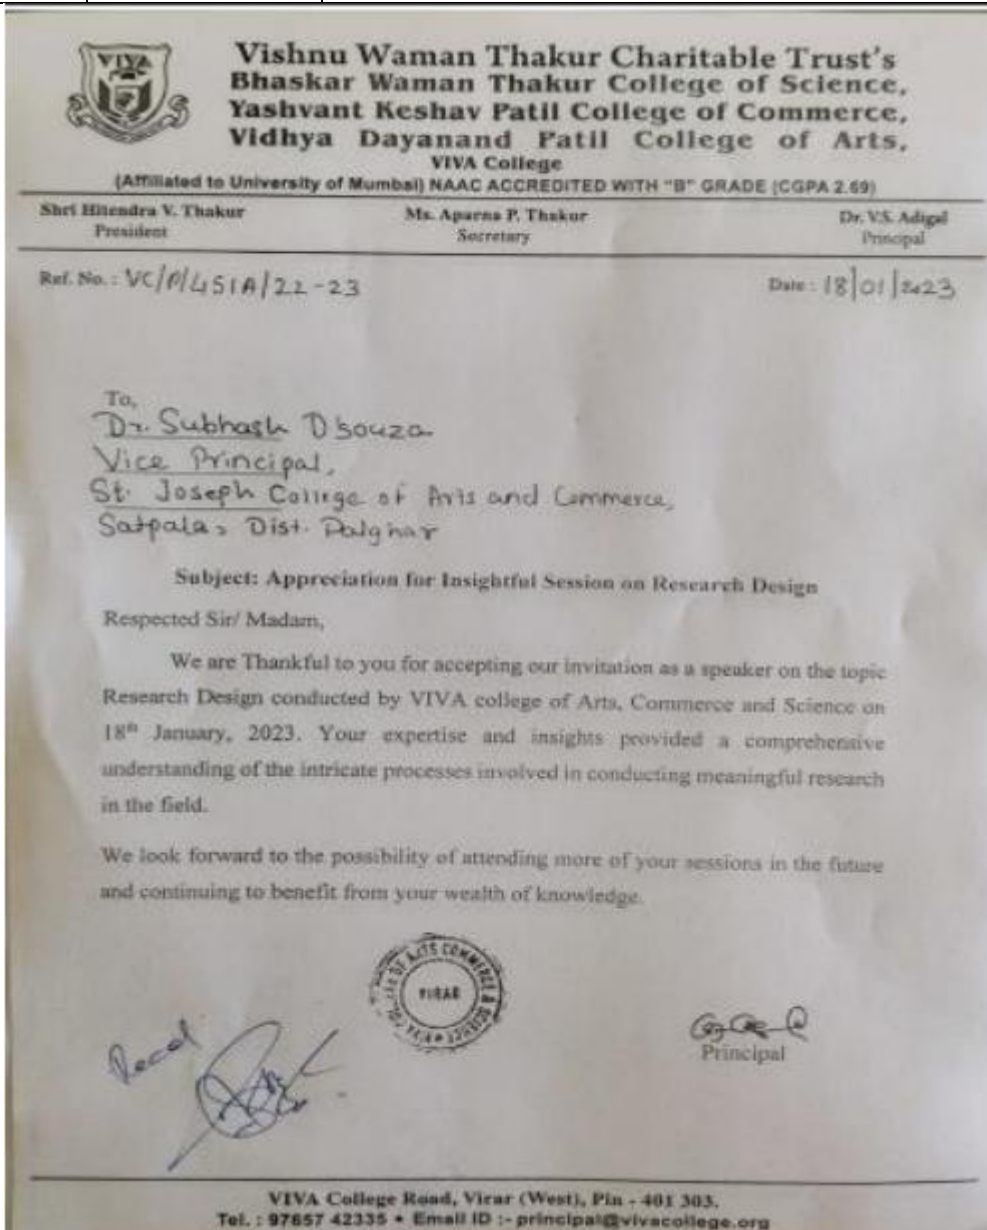 VIVA
Vishnu Waman Thakur Charitable Trust's
Bhaskar Waman Thakur College of Science,
Yashvant Keshav Patil College of Commerce,
Vidhya Dayanand Patil College of Arts,
VIVA College
(Affiliated to University of Mumbai) NAAC ACCREDITED WITH "B" GRADE (CGPA 2.69)
Shri Hitendra V. Thakur Ms. Aparna P. Thakur Dr. V.S. Adigal
President Secretary Principal
Ref. No. : VC/P/451A/22-23 Date : 18/01/2023
To,
Dr. Subhash D'souza
Vice Principal,
St. Joseph College of Arts and Commerce,
Satpala, Dist. Palghar
Subject: Appreciation for Insightful Session on Research Design
Respected Sir/ Madam,
We are Thankful to you for accepting our invitation as a speaker on the topic
Research Design conducted by VIVA college of Arts, Commerce and Science on
18th January, 2023. Your expertise and insights provided a comprehensive
understanding of the intricate processes involved in conducting meaningful research
in the field.
We look forward to the possibility of attending more of your sessions in the future
and continuing to benefit from your wealth of knowledge.
VIVA COLLEGE OF ARTS COMMERCE & SCIENCE
VIRAR
Recd
Principal
VIVA College Road, Virar (West), Pin - 401 303.
Tel. : 97657 42335 • Email ID :- principal@vivacollege.org